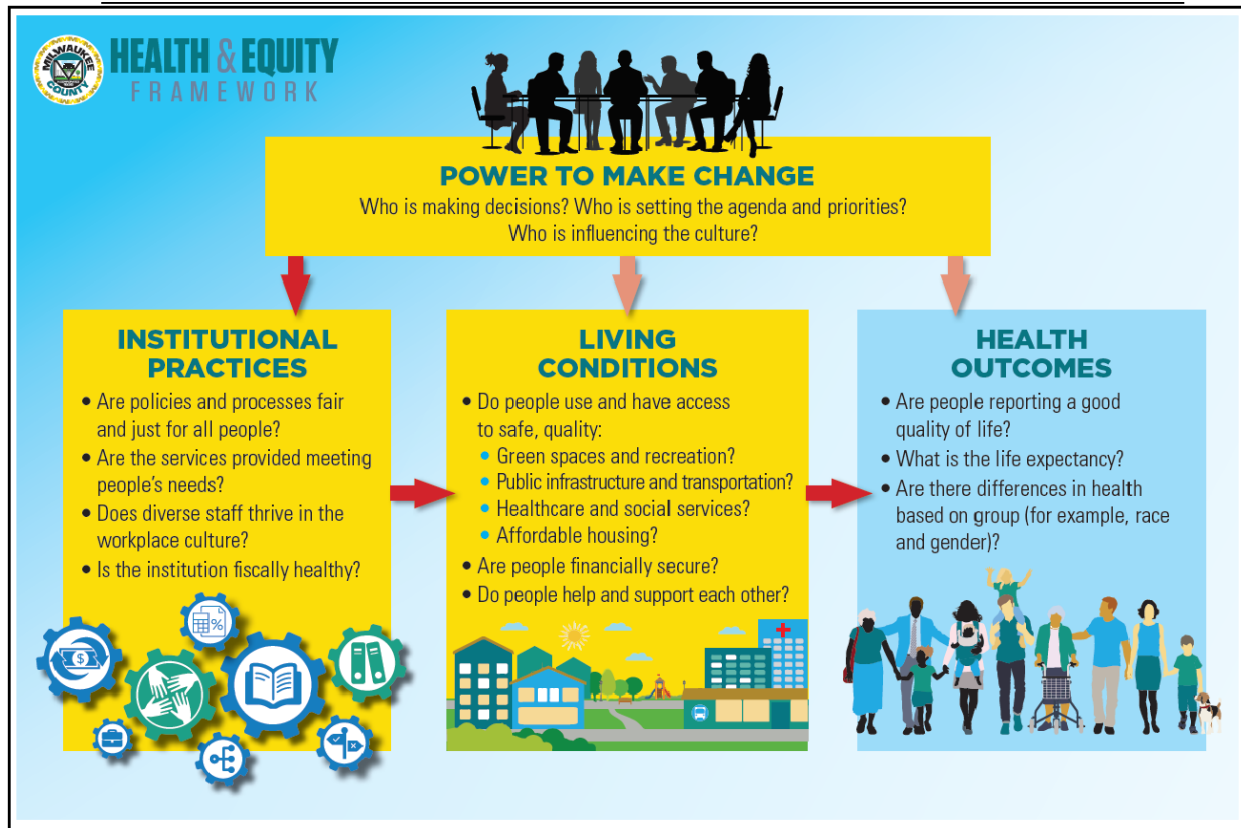 MILWAUKEE
COUNTY
HEALTH & EQUITY
FRAMEWORK
POWER TO MAKE CHANGE
Who is making decisions? Who is setting the agenda and priorities?
Who is influencing the culture?
INSTITUTIONAL
PRACTICES
• Are policies and processes fair
and just for all people?
• Are the services provided meeting
people's needs?
• Does diverse staff thrive in the
workplace culture?
• Is the institution fiscally healthy?
$
%
LIVING
CONDITIONS
• Do people use and have access
to safe, quality:
• Green spaces and recreation?
• Public infrastructure and transportation?
• Healthcare and social services?
• Affordable housing?
• Are people financially secure?
• Do people help and support each other?
HEALTH
OUTCOMES
• Are people reporting a good
quality of life?
• What is the life expectancy?
• Are there differences in health
based on group (for example, race
and gender)?